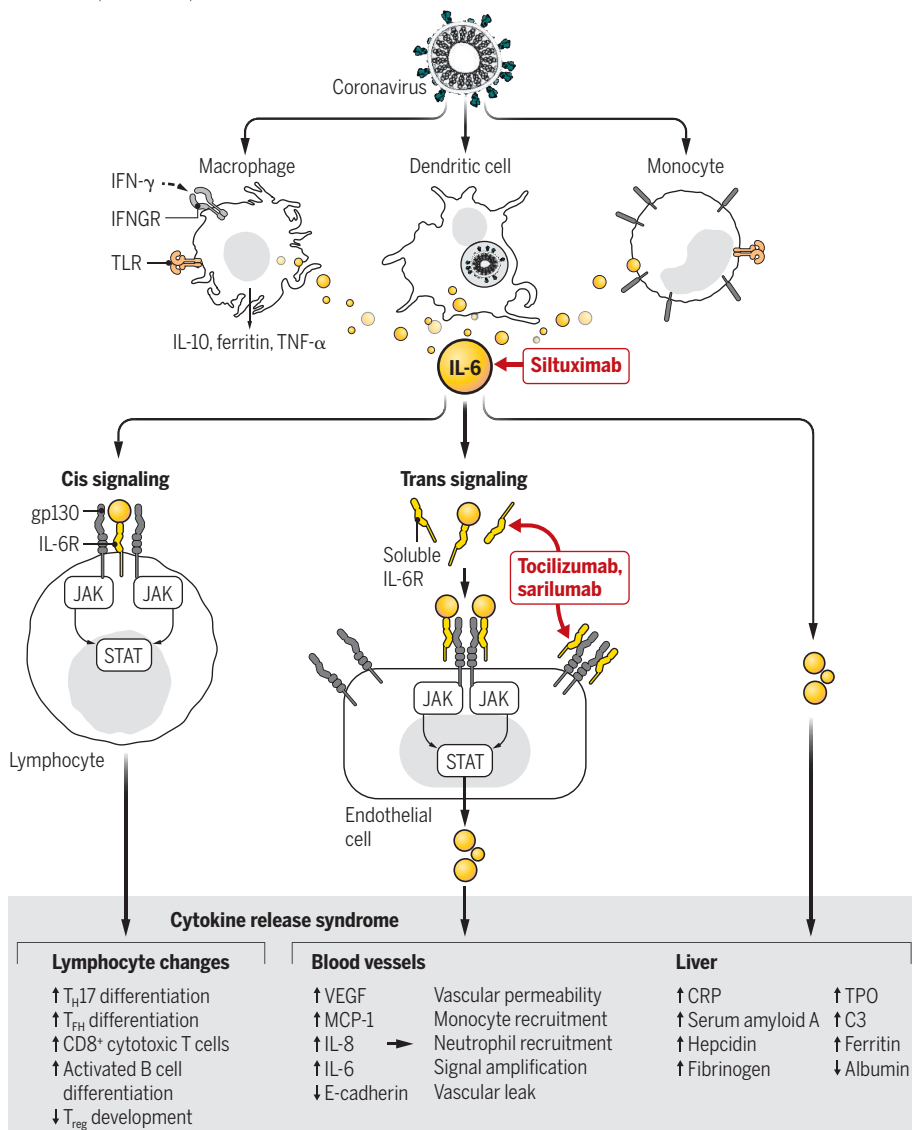 Coronavirus
Macrophage
Dendritic cell
Monocyte
IFN-γ
IFNGR
TLR
IL-10, ferritin, TNF-α
IL-6
Siltuximab
Cis signaling
gp130
IL-6R
JAK
JAK
STAT
Lymphocyte
Trans signaling
Soluble
IL-6R
Tocilizumab,
sarilumab
JAK
JAK
STAT
Endothelial
cell
Cytokine release syndrome
Lymphocyte changes
↑ TH17 differentiation
↑ TFH differentiation
↑ CD8+ cytotoxic T cells
↑ Activated B cell
differentiation
↓ Treg development
Blood vessels
↑ VEGF Vascular permeability
↑ MCP-1 Monocyte recruitment
↑ IL-8 → Neutrophil recruitment
↑ IL-6 Signal amplification
↓ E-cadherin Vascular leak
Liver
↑ CRP ↑ TPO
↑ Serum amyloid A ↑ C3
↑ Hepcidin ↑ Ferritin
↑ Fibrinogen ↓ Albumin